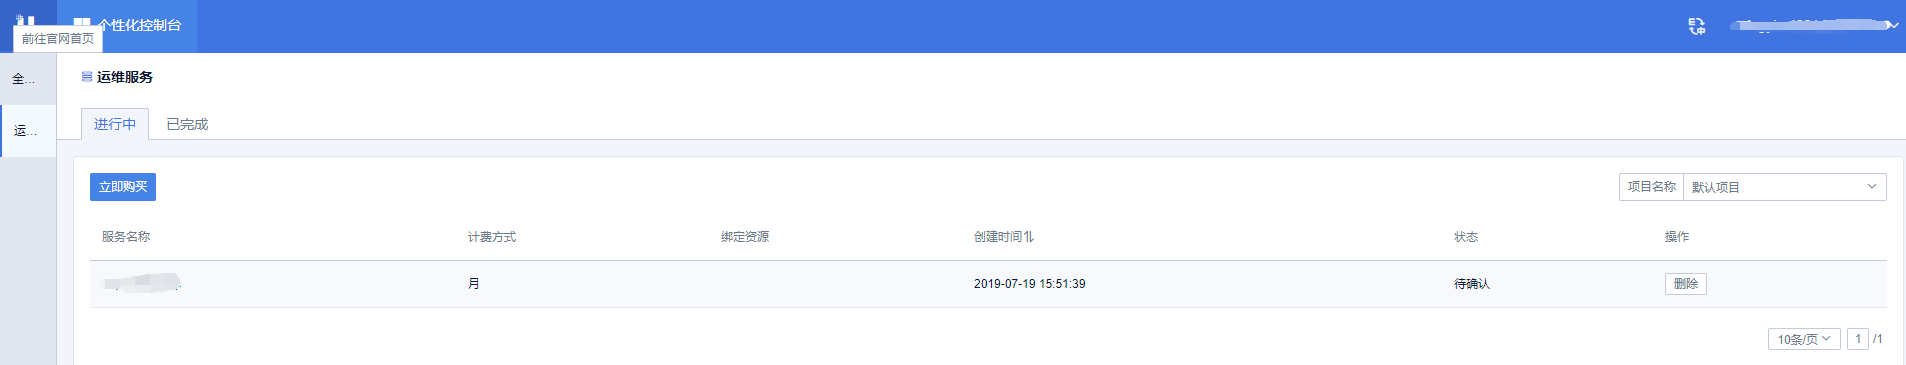 个性化控制台
前往官网首页
全...
运...
运维服务
进行中 已完成
立即购买 项目名称 默认项目
服务名称 计费方式 绑定资源 创建时间 状态 操作
月 2019-07-19 15:51:39 待确认 删除
10条/页 1 /1